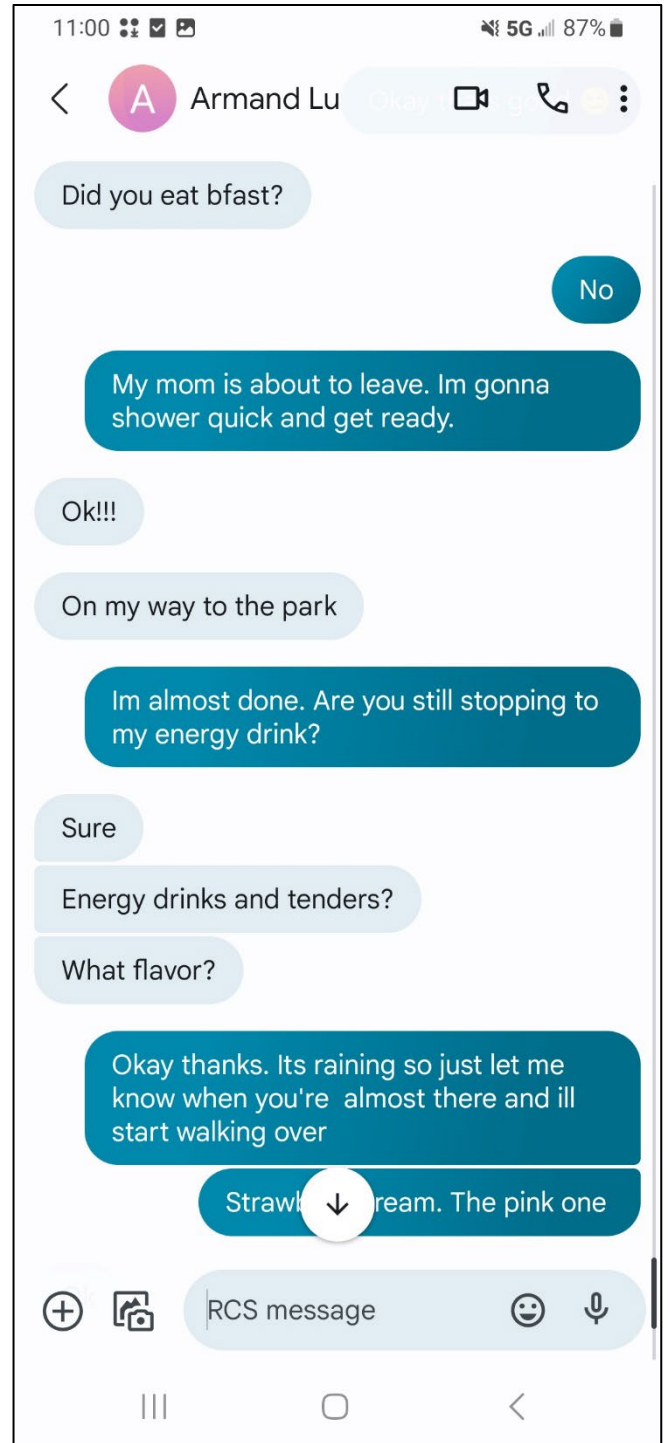 11:00 5G 87%
A Armand Lu
Did you eat bfast?
No
My mom is about to leave. Im gonna
shower quick and get ready.
Ok!!!
On my way to the park
Im almost done. Are you still stopping to
my energy drink?
Sure
Energy drinks and tenders?
What flavor?
Okay thanks. Its raining so just let me
know when you're  almost there and ill
start walking over
The pink one
RCS message